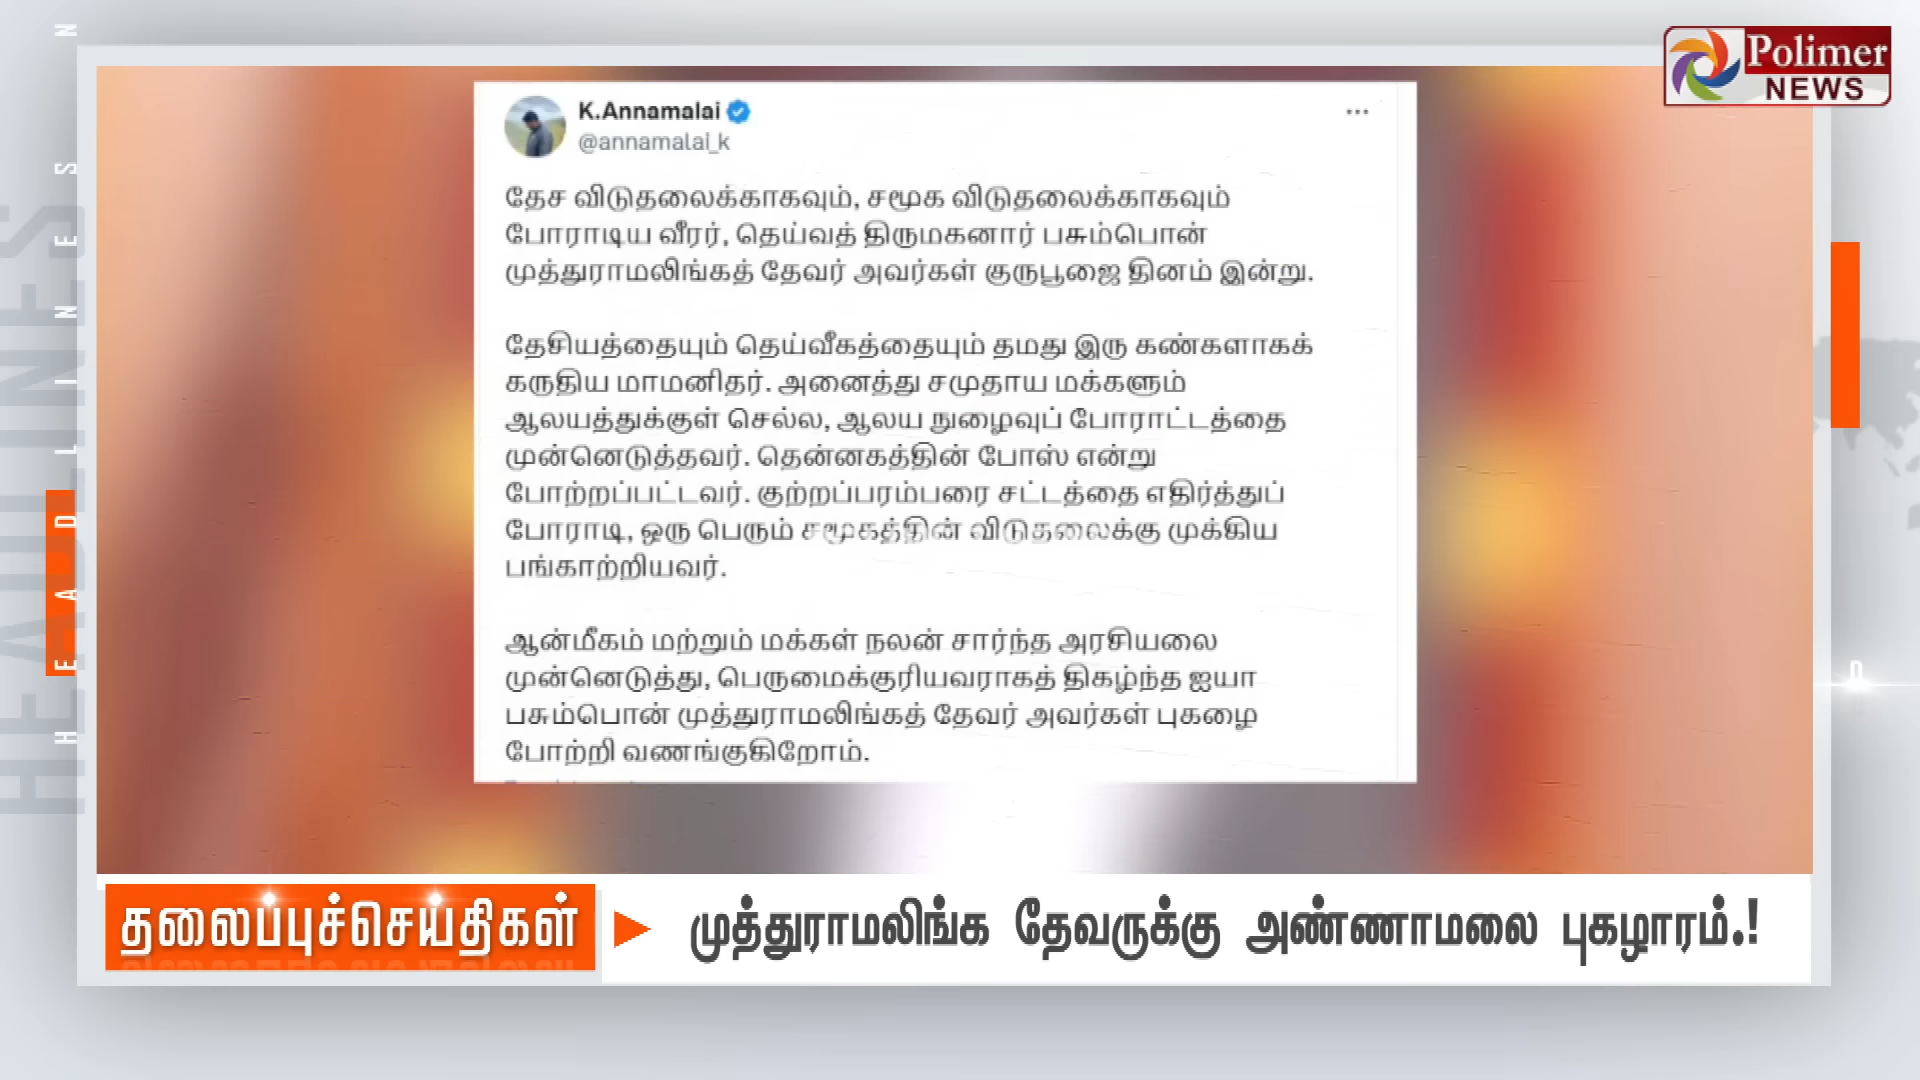 Polimer
NEWS
K.Annamalai
@annamalai_k
தேச விடுதலைக்காகவும், சமூக விடுதலைக்காகவும்
போராடிய வீரர், தெய்வத் திருமகனார் பசும்பொன்
முத்துராமலிங்கத் தேவர் அவர்கள் குருபூஜை தினம் இன்று.
தேசியத்தையும் தெய்வீகத்தையும் தமது இரு கண்களாகக்
கருதிய மாமனிதர். அனைத்து சமுதாய மக்களும்
ஆலயத்துக்குள் செல்ல, ஆலய நுழைவுப் போராட்டத்தை
முன்னெடுத்தவர். தென்னகத்தின் போஸ் என்று
போற்றப்பட்டவர். குற்றப்பரம்பரை சட்டத்தை எதிர்த்துப்
போராடி, ஒரு பெரும் சமூகத்தின் விடுதலைக்கு முக்கிய
பங்காற்றியவர்.
ஆன்மீகம் மற்றும் மக்கள் நலன் சார்ந்த அரசியலை
முன்னெடுத்து, பெருமைக்குரியவராகத் திகழ்ந்த ஐயா
பசும்பொன் முத்துராமலிங்கத் தேவர் அவர்கள் புகழை
போற்றி வணங்குகிறோம்.
தலைப்புச்செய்திகள்
முத்துராமலிங்க தேவருக்கு அண்ணாமலை புகழாரம்.!
HEADLINES
HEADLINES N